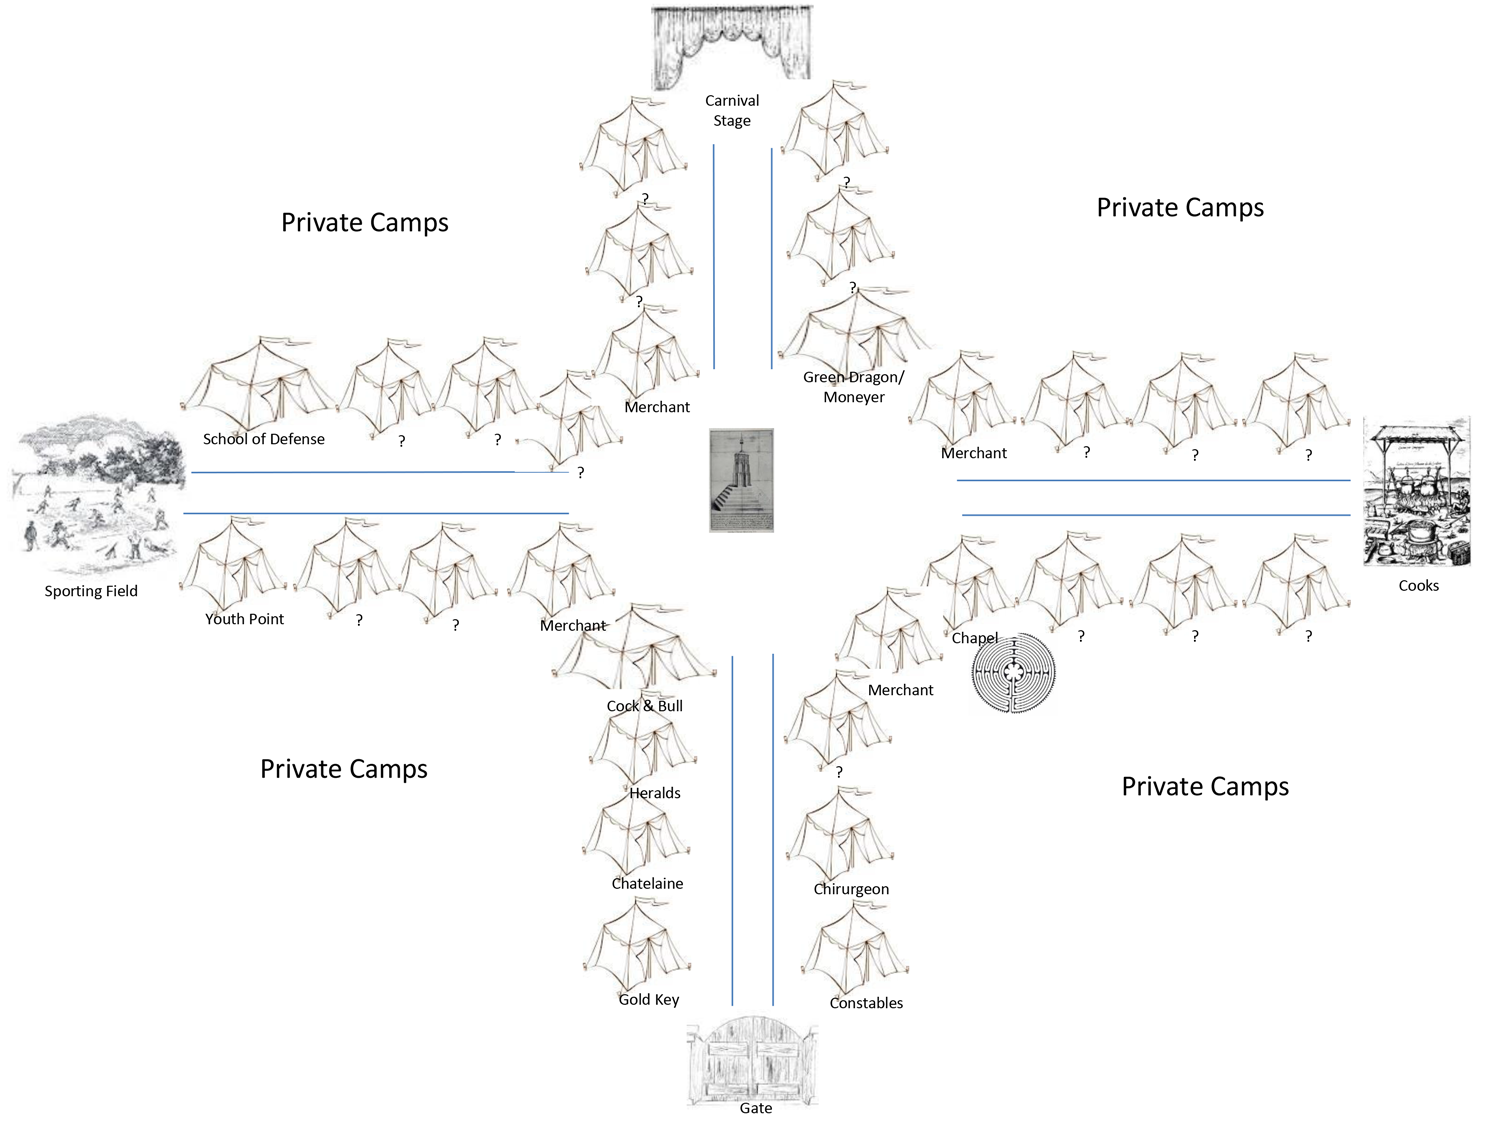 Carnival
Stage
?
?
Private Camps
Private Camps
?
?
Green Dragon/
Moneyer
Merchant
School of Defense
?
?
?
Merchant
?
?
?
Sporting Field
Cooks
Youth Point
?
?
Merchant
Chapel
?
?
?
Merchant
Cock & Bull
?
Private Camps
Private Camps
Heralds
Chatelaine
Chirurgeon
Gold Key
Constables
Gate